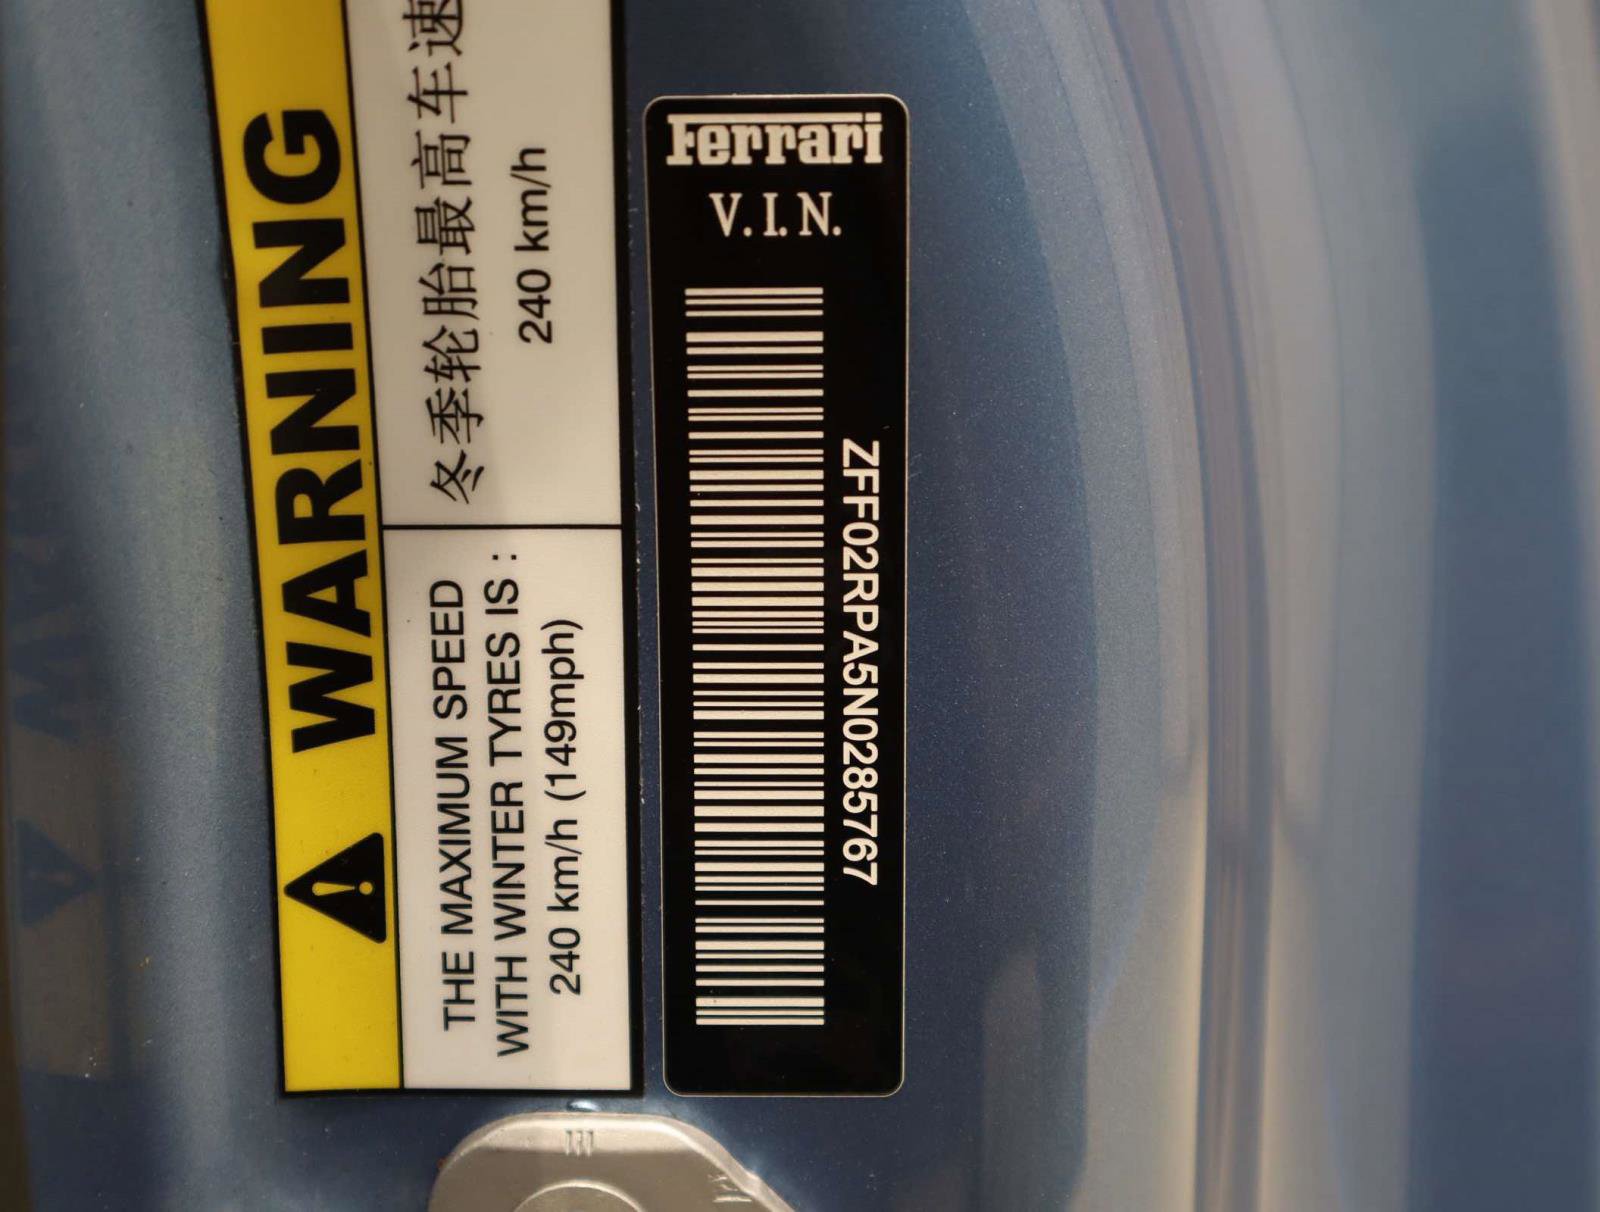 WARNING
冬季轮胎最高车速
240 km/h
THE MAXIMUM SPEED
WITH WINTER TYRES IS :
240 km/h (149mph)
Ferrari
V.I.N.
ZFF02RPA5N0285767